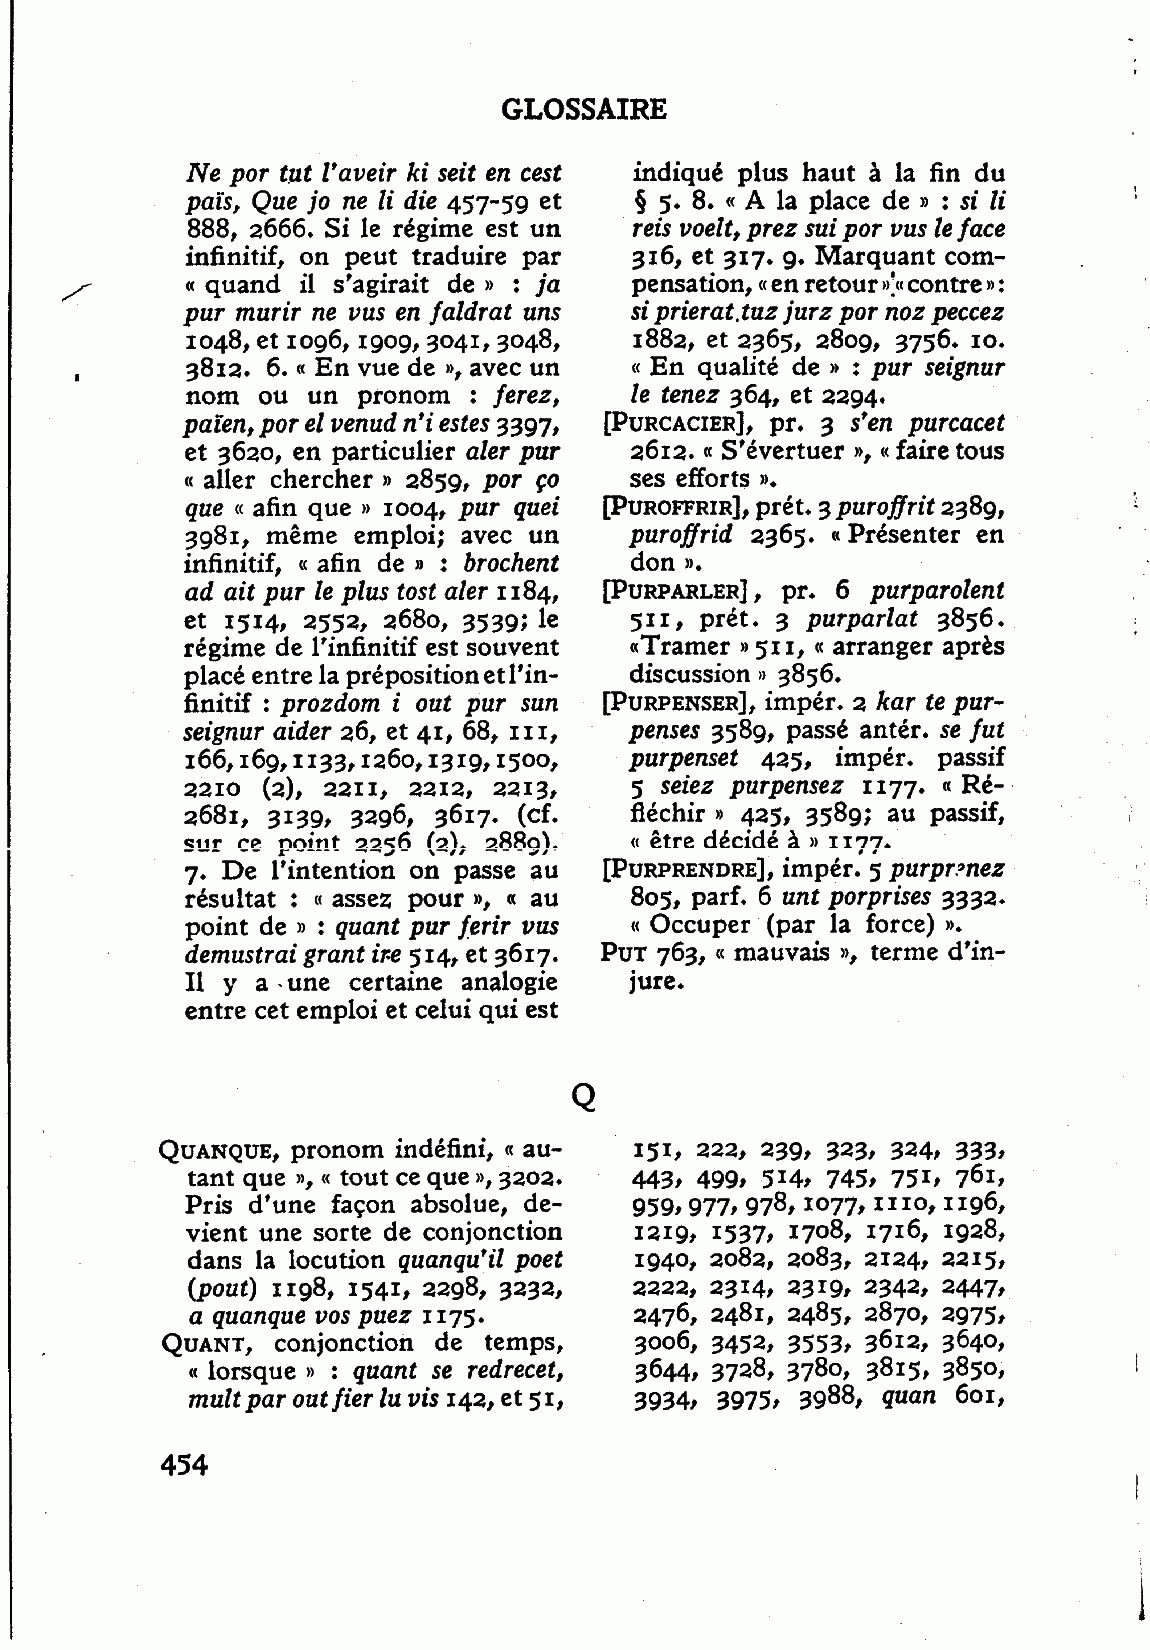 GLOSSAIRE
Ne por tut l'aveir ki seit en cest
païs, Que jo ne li die 457-59 et
888, 2666. Si le régime est un
infinitif, on peut traduire par
« quand il s'agirait de » : ja
pur murir ne vus en faldrat uns
1048, et 1096, 1909, 3041, 3048,
3812. 6. « En vue de », avec un
nom ou un pronom : ferez,
païen, por el venud n'i estes 3397,
et 3620, en particulier aler pur
« aller chercher » 2859, por ço
que « afin que » 1004, pur quei
3981, même emploi; avec un
infinitif, « afin de » : brochent
ad ait pur le plus tost aler 1184,
et 1514, 2552, 2680, 3539; le
régime de l'infinitif est souvent
placé entre la préposition et l'in-
finitif : prozdom i out pur sun
seignur aider 26, et 41, 68, 111,
166, 169, 1133, 1260, 1319, 1500,
2210 (2), 2211, 2212, 2213,
2681, 3139, 3296, 3617. (cf.
sur ce point 2256 (2), 2889).
7. De l'intention on passe au
résultat : « assez pour », « au
point de » : quant pur ferir vus
demustrai grant ire 514, et 3617.
Il y a une certaine analogie
entre cet emploi et celui qui est
indiqué plus haut à la fin du
§ 5. 8. « A la place de » : si li
reis voelt, prez sui por vus le face
316, et 317. 9. Marquant com-
pensation, « en retour », « contre » :
si prierat tuz jurz por noz peccez
1882, et 2365, 2809, 3756. 10.
« En qualité de » : pur seignur
le tenez 364, et 2294.
[PURCACIER], pr. 3 s'en purcacet
2612. « S'évertuer », « faire tous
ses efforts ».
[PUROFFRIR], prét. 3 puroffrit 2389,
puroffrid 2365. « Présenter en
don ».
[PURPARLER], pr. 6 purparolent
511, prét. 3 purparlat 3856.
« Tramer » 511, « arranger après
discussion » 3856.
[PURPENSER], impér. 2 kar te pur-
penses 3589, passé antér. se fut
purpenset 425, impér. passif
5 seiez purpensez 1177. « Ré-
fléchir » 425, 3589; au passif,
« être décidé à » 1177.
[PURPRENDRE], impér. 5 purprenez
805, parf. 6 unt porprises 3332.
« Occuper (par la force) ».
PUT 763, « mauvais », terme d'in-
jure.
Q
QUANQUE, pronom indéfini, « au-
tant que », « tout ce que », 3202.
Pris d'une façon absolue, de-
vient une sorte de conjonction
dans la locution quanqu'il poet
(pout) 1198, 1541, 2298, 3232,
a quanque vos puez 1175.
QUANT, conjonction de temps,
« lorsque » : quant se redrecet,
mult par out fier lu vis 142, et 51,
151, 222, 239, 323, 324, 333,
443, 499, 514, 745, 751, 761,
959, 977, 978, 1077, 1110, 1196,
1219, 1537, 1708, 1716, 1928,
1940, 2082, 2083, 2124, 2215,
2222, 2314, 2319, 2342, 2447,
2476, 2481, 2485, 2870, 2975,
3006, 3452, 3553, 3612, 3640,
3644, 3728, 3780, 3815, 3850,
3934, 3975, 3988, quan 601,
454